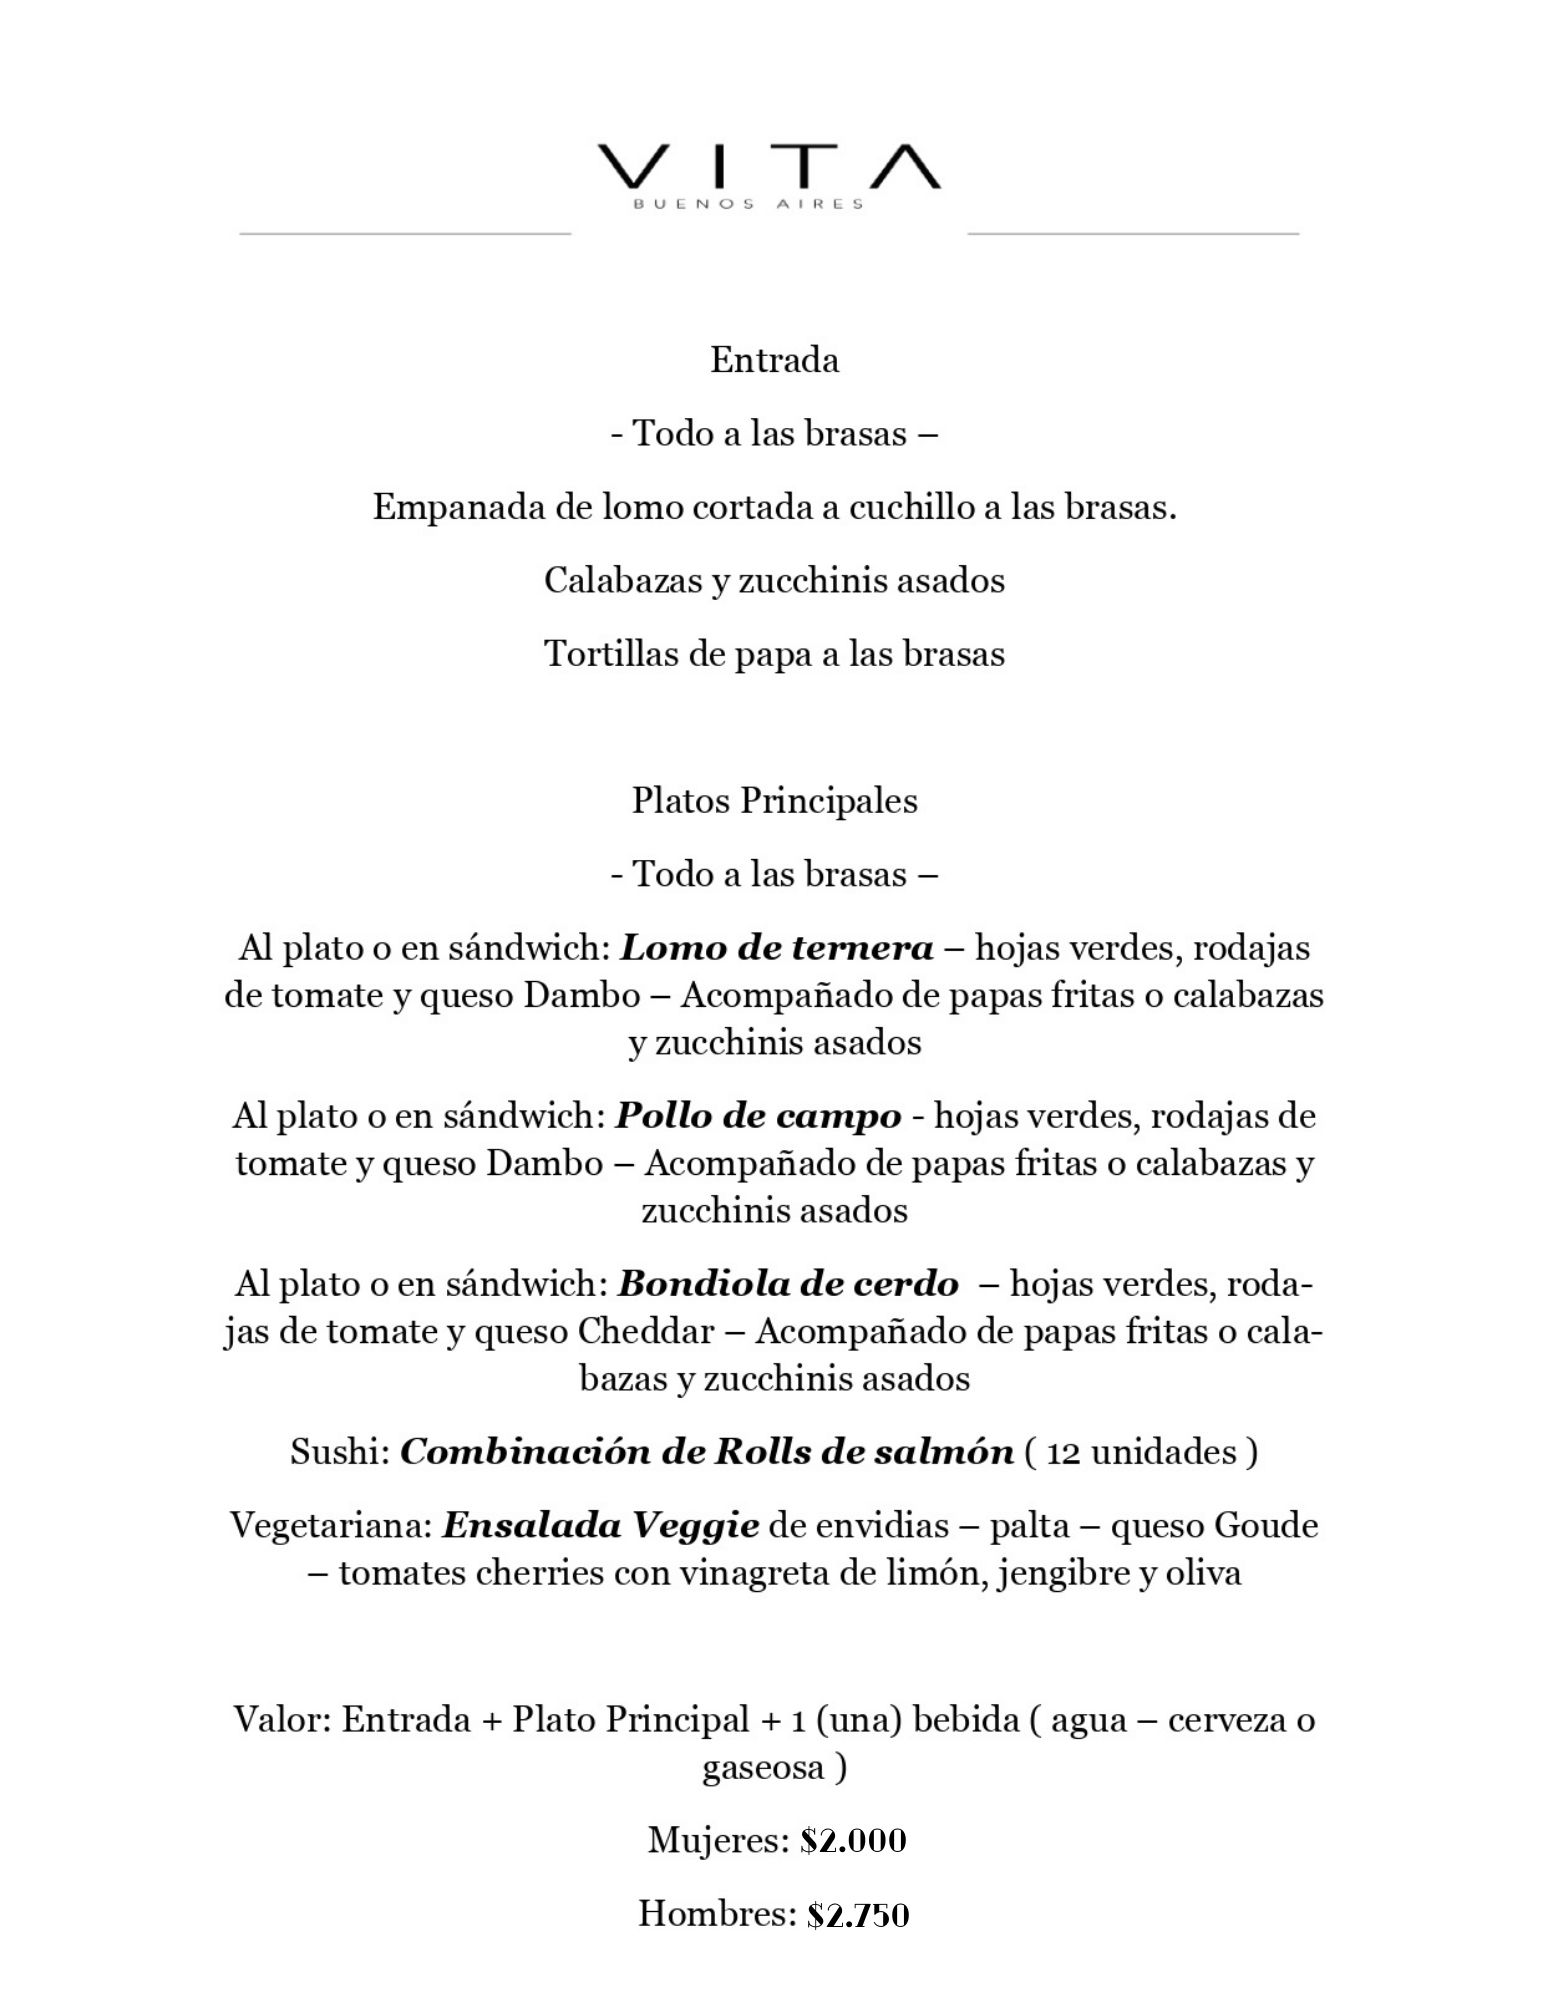 VITA
BUENOS AIRES
Entrada
- Todo a las brasas –
Empanada de lomo cortada a cuchillo a las brasas.
Calabazas y zucchinis asados
Tortillas de papa a las brasas
Platos Principales
- Todo a las brasas –
Al plato o en sándwich: Lomo de ternera – hojas verdes, rodajas
de tomate y queso Dambo – Acompañado de papas fritas o calabazas
y zucchinis asados
Al plato o en sándwich: Pollo de campo - hojas verdes, rodajas de
tomate y queso Dambo – Acompañado de papas fritas o calabazas y
zucchinis asados
Al plato o en sándwich: Bondiola de cerdo – hojas verdes, roda-
jas de tomate y queso Cheddar – Acompañado de papas fritas o cala-
bazas y zucchinis asados
Sushi: Combinación de Rolls de salmón ( 12 unidades )
Vegetariana: Ensalada Veggie de envidias – palta – queso Goude
– tomates cherries con vinagreta de limón, jengibre y oliva
Valor: Entrada + Plato Principal + 1 (una) bebida ( agua – cerveza o
gaseosa )
Mujeres: $2.000
Hombres: $2.750